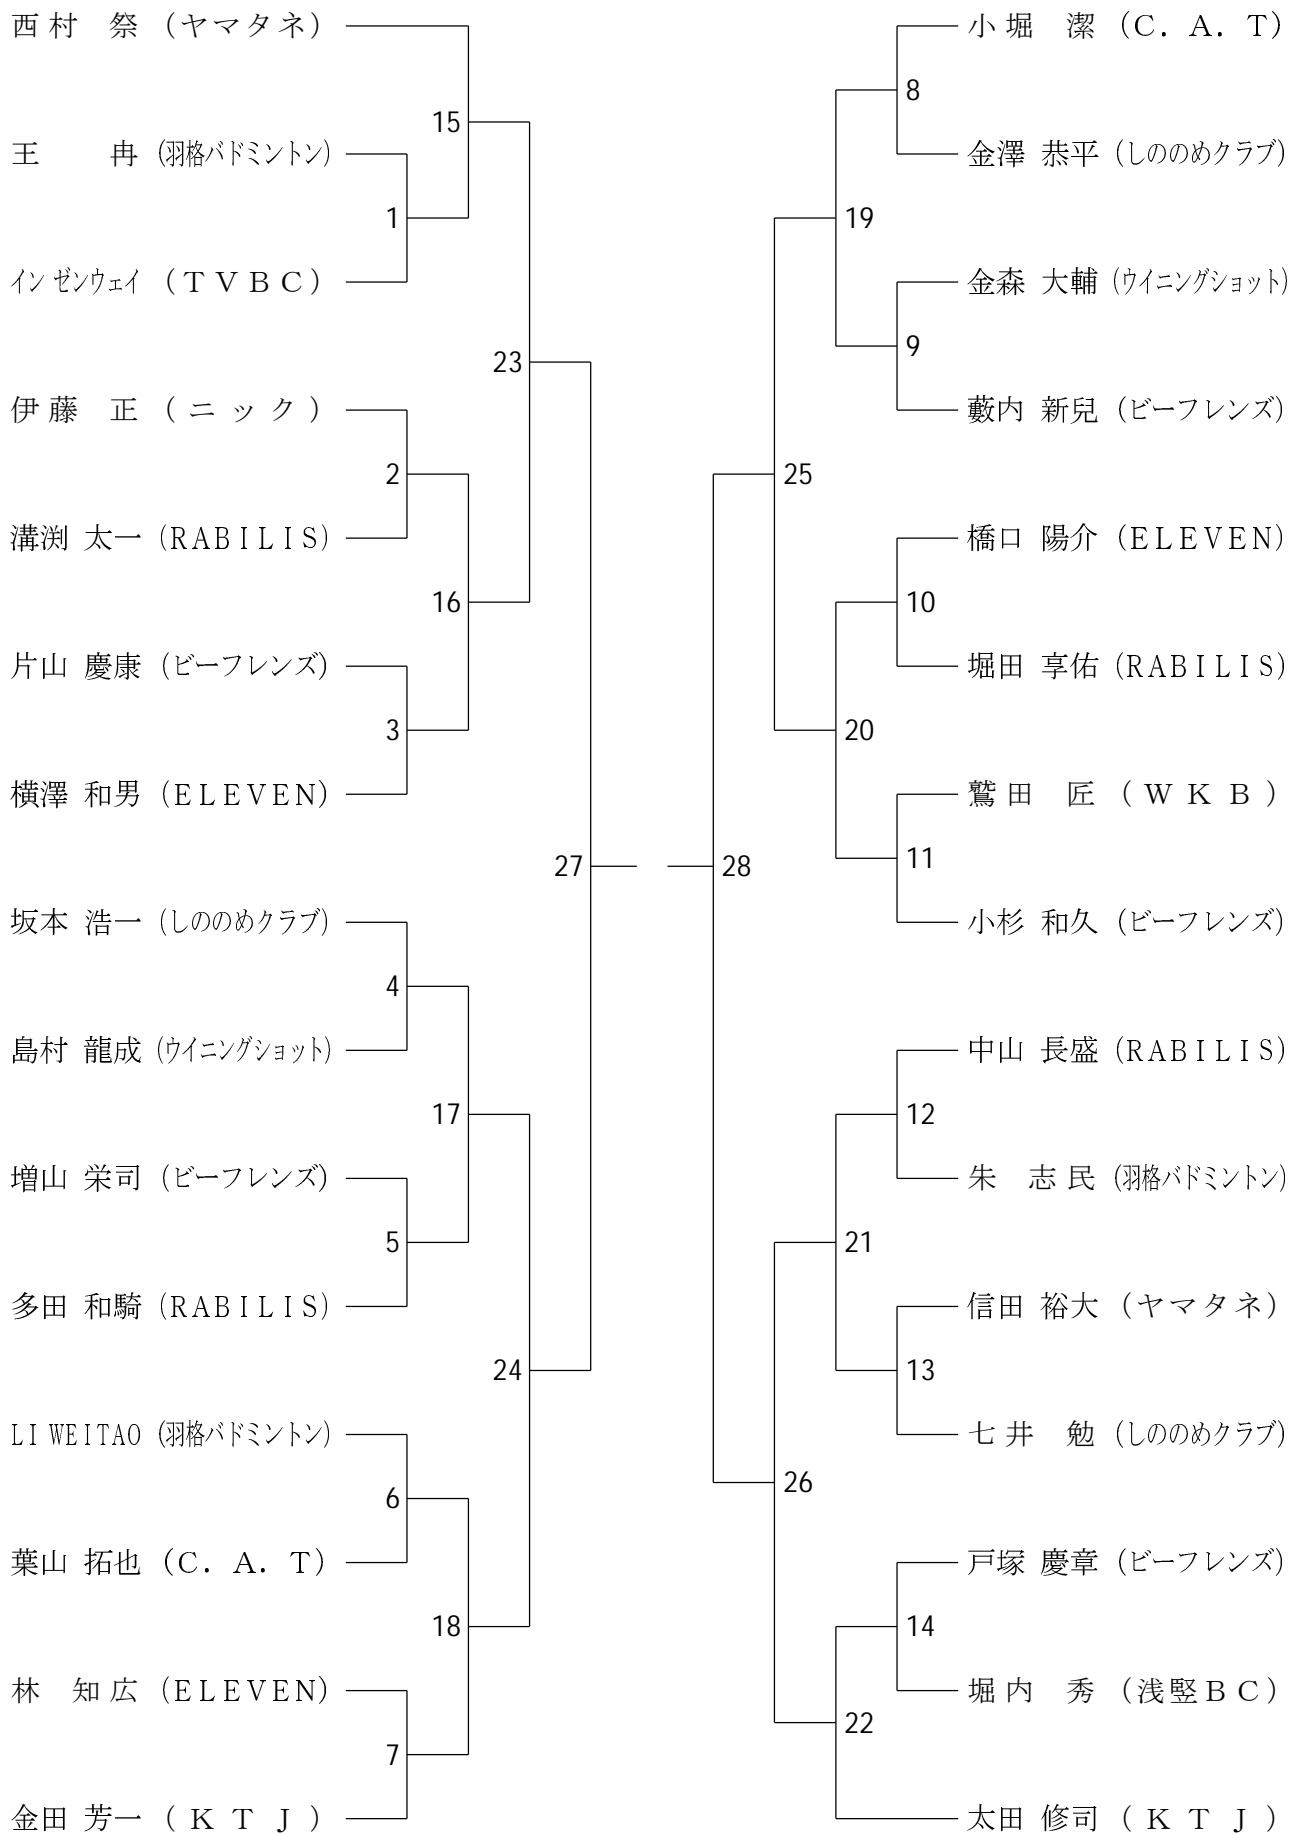 西村 祭 （ヤマタネ）
15
王 冉 （羽格バドミントン）
1
イン ゼンウェイ （ＴＶＢＣ）
23
伊藤 正 （ニック）
2
溝渕 太一 （RABILIS）
16
片山 慶康 （ビーフレンズ）
3
横澤 和男 （ELEVEN）
27
坂本 浩一 （しののめクラブ）
4
島村 龍成 （ウイニングショット）
17
増山 栄司 （ビーフレンズ）
5
多田 和騎 （RABILIS）
24
LI WEITAO （羽格バドミントン）
6
葉山 拓也 （Ｃ．Ａ．Ｔ）
18
林 知広 （ELEVEN）
7
金田 芳一 （ＫＴＪ）
小堀 潔 （Ｃ．Ａ．Ｔ）
8
金澤 恭平 （しののめクラブ）
19
金森 大輔 （ウイニングショット）
9
藪内 新兒 （ビーフレンズ）
25
橋口 陽介 （ELEVEN）
10
堀田 享佑 （RABILIS）
20
鷲田 匠 （ＷＫＢ）
11
小杉 和久 （ビーフレンズ）
28
中山 長盛 （RABILIS）
12
朱 志民 （羽格バドミントン）
21
信田 裕大 （ヤマタネ）
13
七井 勉 （しののめクラブ）
26
戸塚 慶章 （ビーフレンズ）
14
堀内 秀 （浅竪ＢＣ）
22
太田 修司 （ＫＴＪ）